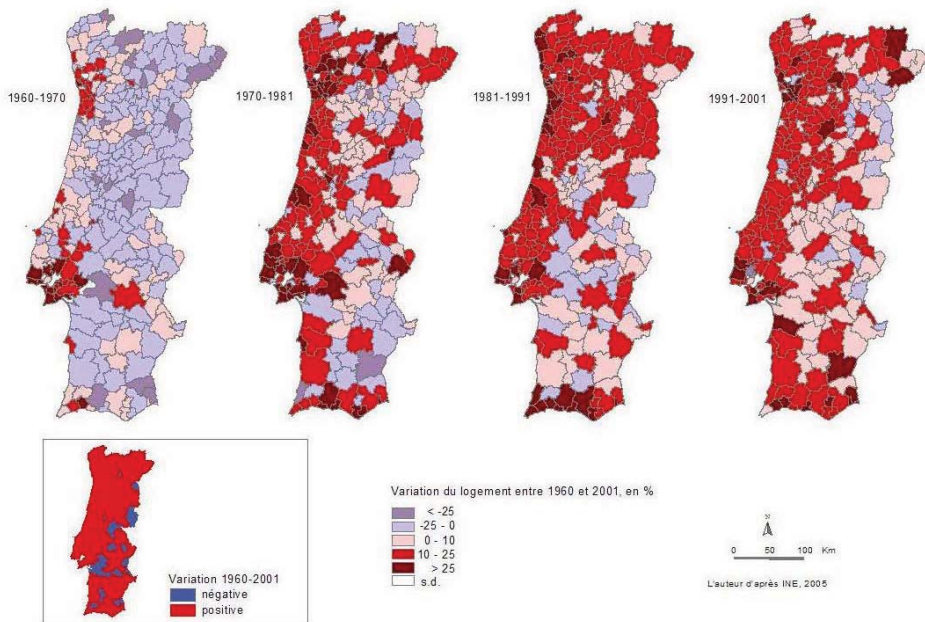 1960-1970
1970-1981
1981-1991
1991-2001
Variation 1960-2001
négative
positive
Variation du logement entre 1960 et 2001, en %
< -25
-25 - 0
0 - 10
10 - 25
> 25
s.d.
N
0 50 100 Km
L'auteur d'après INE, 2005